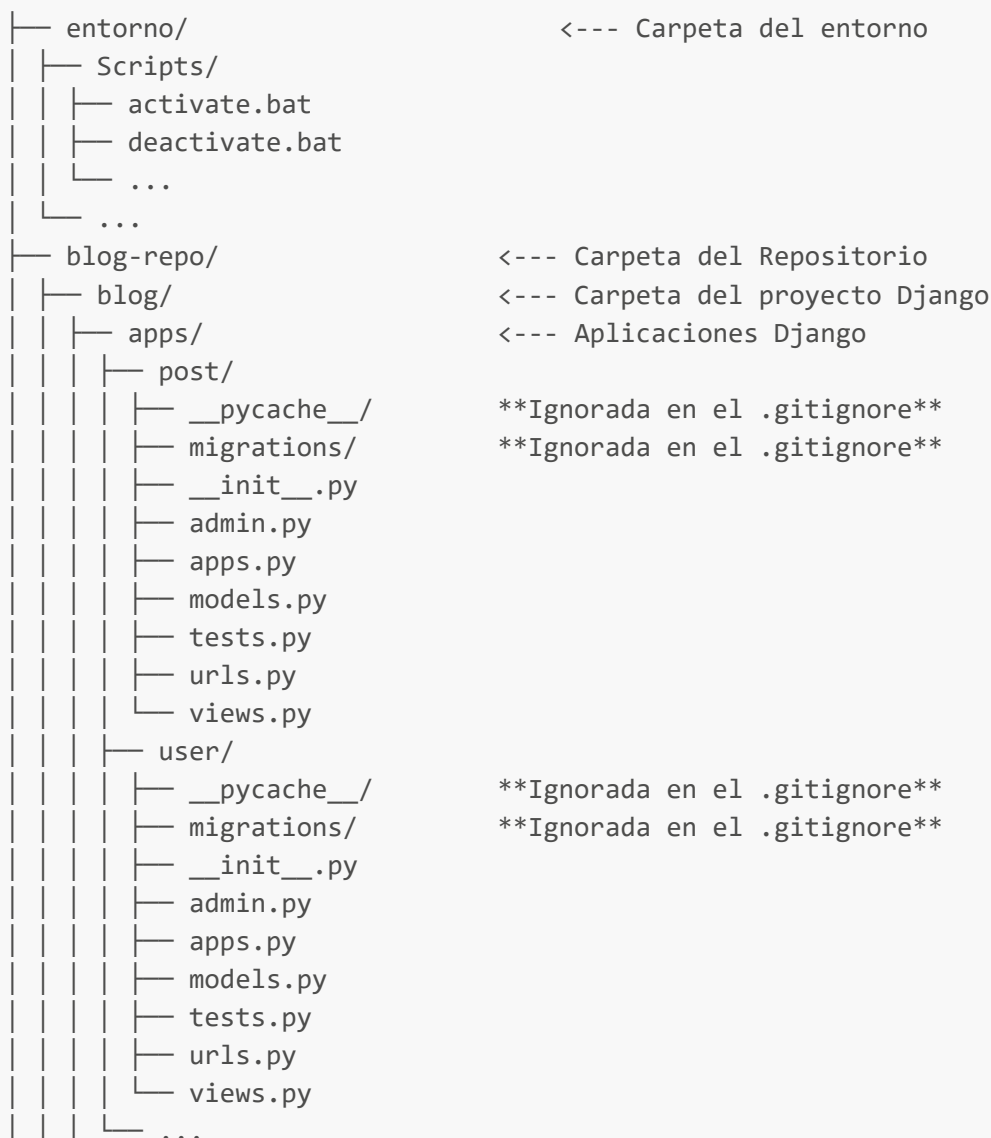 ├── entorno/                        <--- Carpeta del entorno
│ ├── Scripts/
│ │ ├── activate.bat
│ │ ├── deactivate.bat
│ │ └── ...
│ └── ...
├── blog-repo/                  <--- Carpeta del Repositorio
│ ├── blog/                     <--- Carpeta del proyecto Django
│ │ ├── apps/                   <--- Aplicaciones Django
│ │ │ ├── post/
│ │ │ │ ├── __pycache__/        **Ignorada en el .gitignore**
│ │ │ │ ├── migrations/         **Ignorada en el .gitignore**
│ │ │ │ ├── __init__.py
│ │ │ │ ├── admin.py
│ │ │ │ ├── apps.py
│ │ │ │ ├── models.py
│ │ │ │ ├── tests.py
│ │ │ │ ├── urls.py
│ │ │ │ └── views.py
│ │ │ ├── user/
│ │ │ │ ├── __pycache__/        **Ignorada en el .gitignore**
│ │ │ │ ├── migrations/         **Ignorada en el .gitignore**
│ │ │ │ ├── __init__.py
│ │ │ │ ├── admin.py
│ │ │ │ ├── apps.py
│ │ │ │ ├── models.py
│ │ │ │ ├── tests.py
│ │ │ │ ├── urls.py
│ │ │ │ └── views.py
│ │ │ └── ...